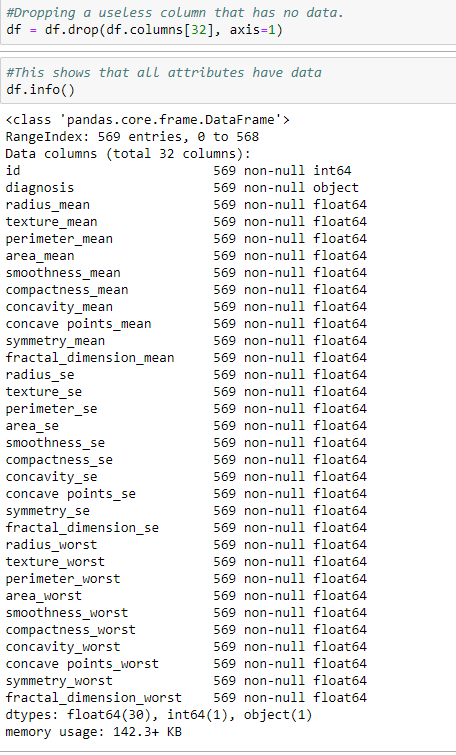 #Dropping a useless column that has no data.
df = df.drop(df.columns[32], axis=1)
#This shows that all attributes have data
df.info()
<class 'pandas.core.frame.DataFrame'>
RangeIndex: 569 entries, 0 to 568
Data columns (total 32 columns):
id                         569 non-null int64
diagnosis                  569 non-null object
radius_mean                569 non-null float64
texture_mean               569 non-null float64
perimeter_mean             569 non-null float64
area_mean                  569 non-null float64
smoothness_mean            569 non-null float64
compactness_mean           569 non-null float64
concavity_mean             569 non-null float64
concave points_mean        569 non-null float64
symmetry_mean              569 non-null float64
fractal_dimension_mean     569 non-null float64
radius_se                  569 non-null float64
texture_se                 569 non-null float64
perimeter_se               569 non-null float64
area_se                    569 non-null float64
smoothness_se              569 non-null float64
compactness_se             569 non-null float64
concavity_se               569 non-null float64
concave points_se          569 non-null float64
symmetry_se                569 non-null float64
fractal_dimension_se       569 non-null float64
radius_worst               569 non-null float64
texture_worst              569 non-null float64
perimeter_worst            569 non-null float64
area_worst                 569 non-null float64
smoothness_worst           569 non-null float64
compactness_worst          569 non-null float64
concavity_worst            569 non-null float64
concave points_worst       569 non-null float64
symmetry_worst             569 non-null float64
fractal_dimension_worst    569 non-null float64
dtypes: float64(30), int64(1), object(1)
memory usage: 142.3+ KB